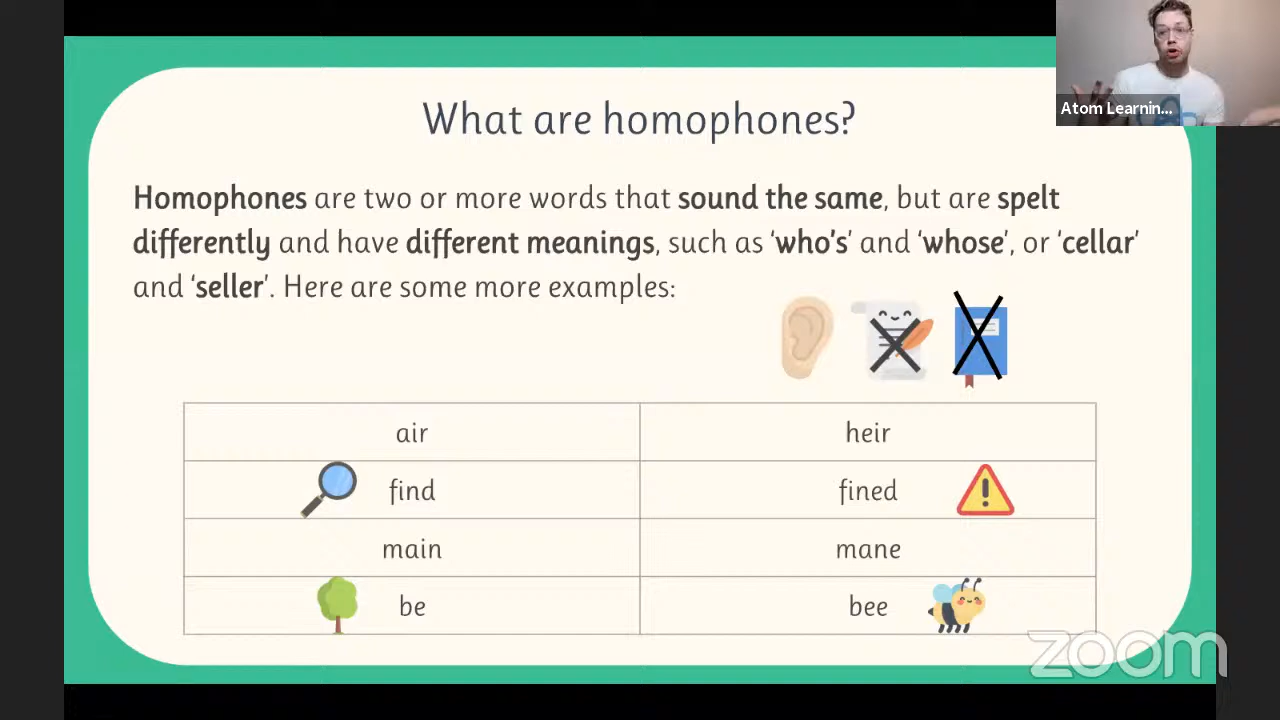 What are homophones?
Atom Learnin...
Homophones are two or more words that sound the same, but are spelt
differently and have different meanings, such as ‘who's’ and ‘whose’, or ‘cellar’
and ‘seller’. Here are some more examples:
air heir
find fined
main mane
be bee
zoom